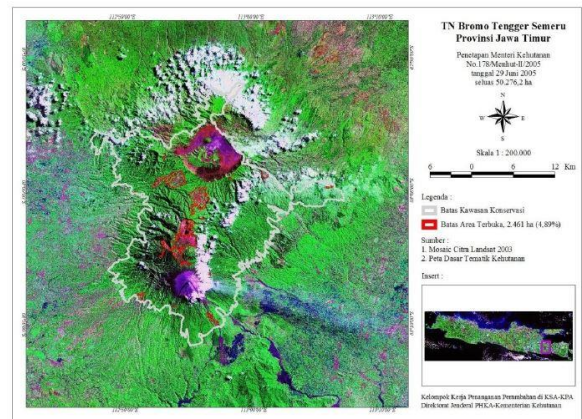 TN Bromo Tengger Semeru
Provinsi Jawa Timur
Penetapan Menteri Kehutanan
No.178/Menhut-II/2005
tanggal 29 Juni 2005
seluas 50.276,2 ha
N
W E
S
Skala 1 : 200.000
6 0 6 12 Km
Legenda :
Batas Kawasan Konservasi
Batas Area Terbuka, 2.461 ha (4,89%)
Sumber :
1. Mosaic Citra Landsat 2003
2. Peta Dasar Tematik Kehutanan
Insert :
Kelompok Kerja Penanganan Perambahan di KSA-KPA
Direktorat Jenderal PHKA-Kementerian Kehutanan